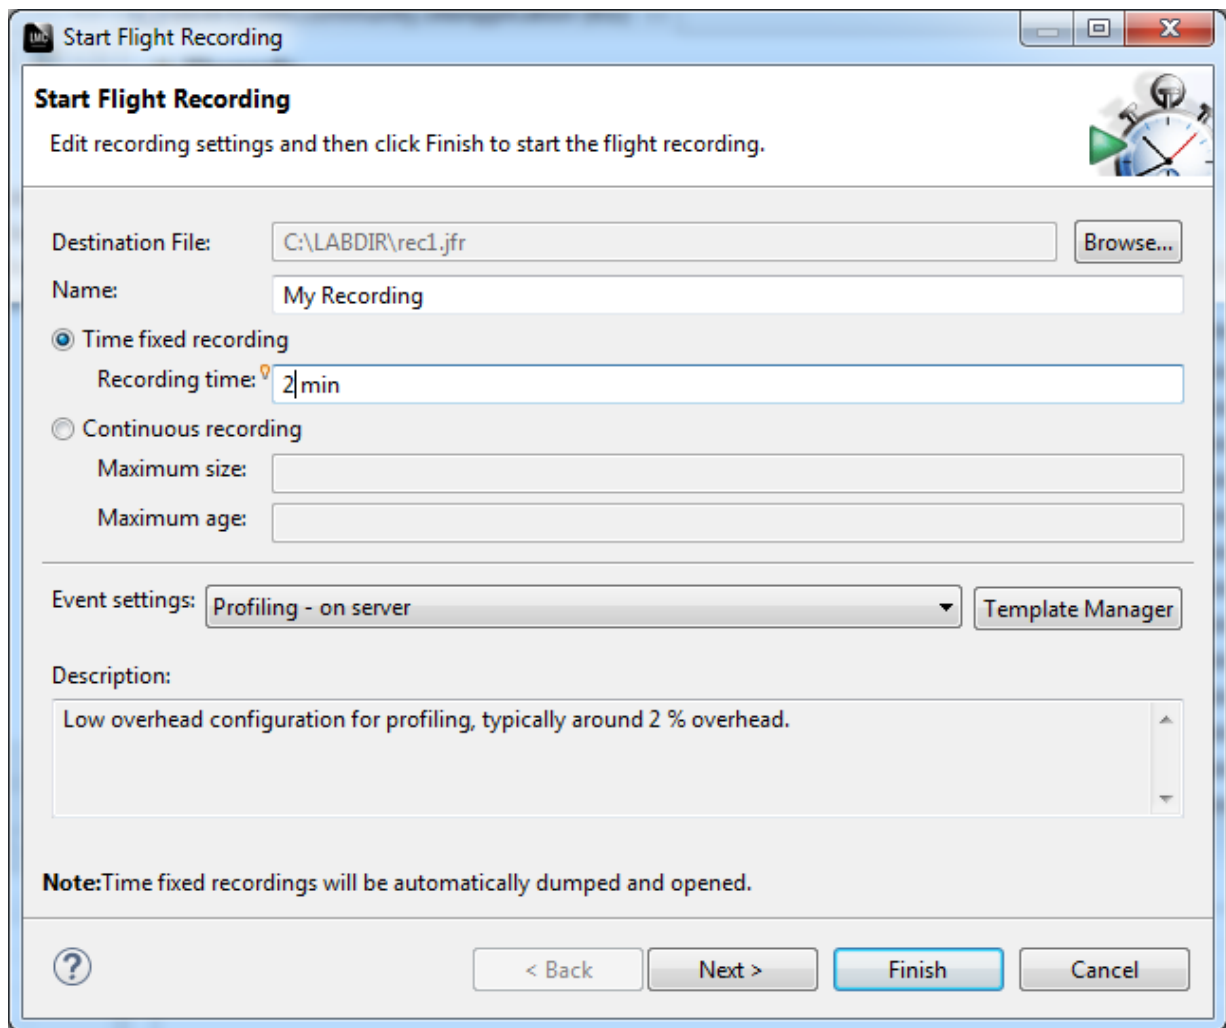 LMC Start Flight Recording
Start Flight Recording
Edit recording settings and then click Finish to start the flight recording.
Destination File: C:\LABDIR\rec1.jfr Browse...
Name: My Recording
Time fixed recording
Recording time: 2 min
Continuous recording
Maximum size:
Maximum age:
Event settings: Profiling - on server Template Manager
Description:
Low overhead configuration for profiling, typically around 2 % overhead.
Note:Time fixed recordings will be automatically dumped and opened.
? < Back Next > Finish Cancel